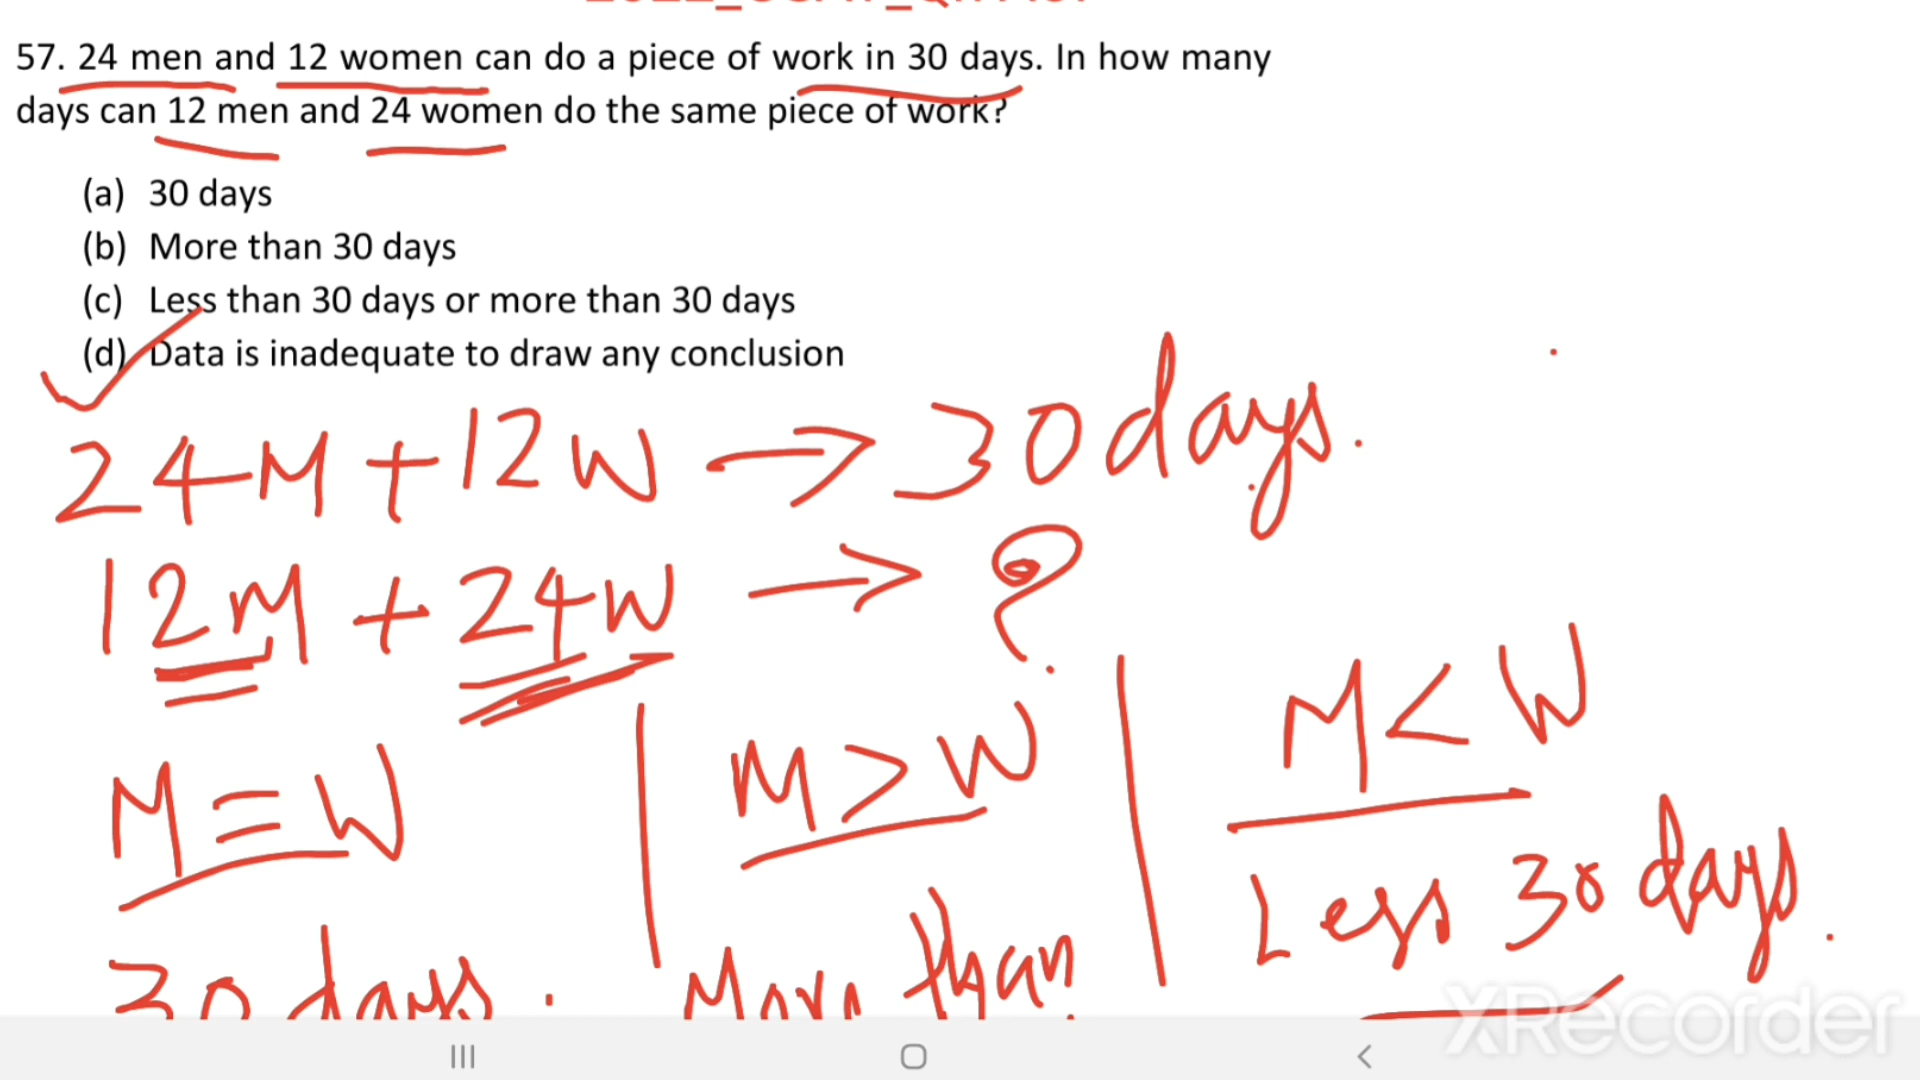 57. 24 men and 12 women can do a piece of work in 30 days. In how many
days can 12 men and 24 women do the same piece of work?
(a) 30 days
(b) More than 30 days
(c) Less than 30 days or more than 30 days
(d) Data is inadequate to draw any conclusion
24M + 12W → 30 days.
12M + 24W → ?
M = W | M > W | M < W
30 days. More than Less 30 days.
XRecorder